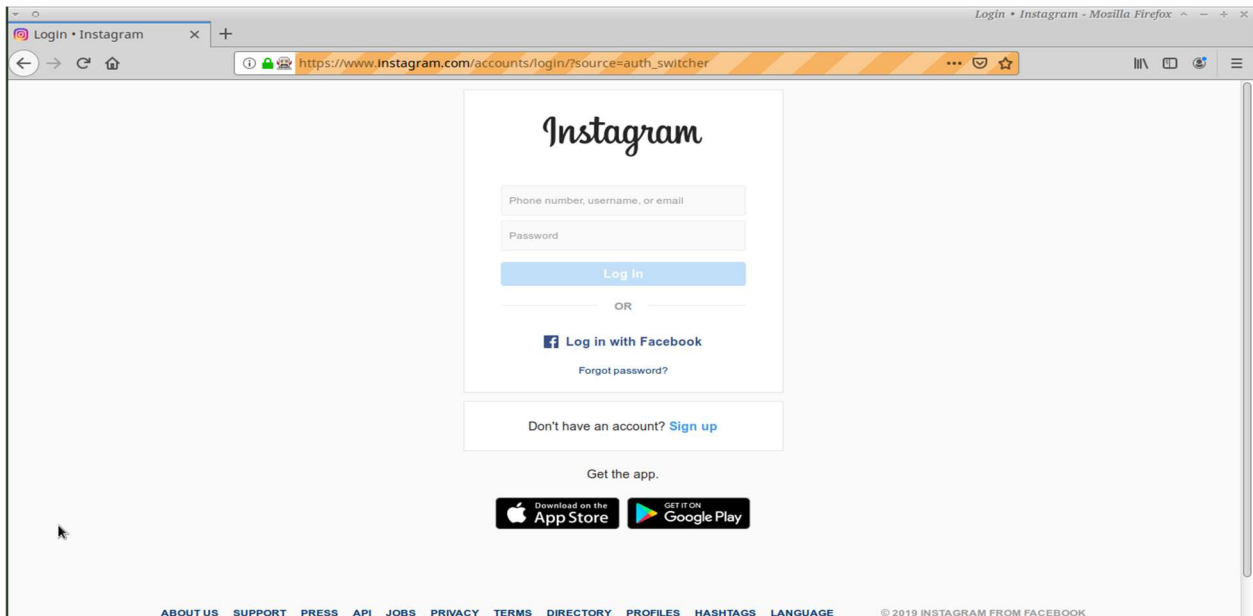 Login • Instagram - Mozilla Firefox
Login • Instagram
https://www.instagram.com/accounts/login/?source=auth_switcher
Instagram
Phone number, username, or email
Password
Log In
OR
Log in with Facebook
Forgot password?
Don't have an account? Sign up
Get the app.
Download on the
App Store
GET IT ON
Google Play
ABOUT US SUPPORT PRESS API JOBS PRIVACY TERMS DIRECTORY PROFILES HASHTAGS LANGUAGE © 2019 INSTAGRAM FROM FACEBOOK